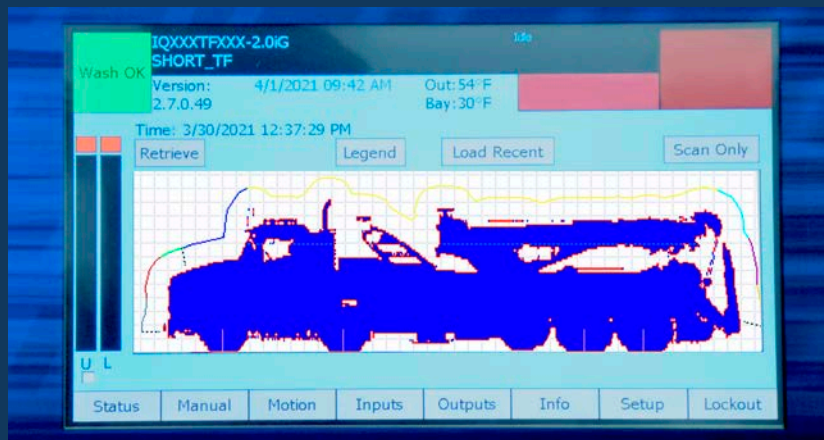 Wash OK
IQXXXTFXXX-2.0iG
SHORT_TF
Idle
Version:
2.7.0.49
4/1/2021 09:42 AM
Out:54°F
Bay:30°F
Time: 3/30/2021 12:37:29 PM
Retrieve
Legend
Load Recent
Scan Only
U L
Status Manual Motion Inputs Outputs Info Setup Lockout